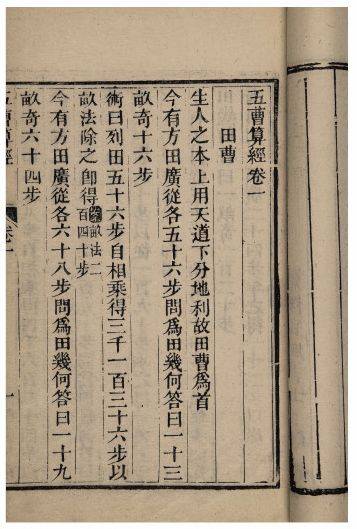 五曹算經卷一
田曹
生人之本上用天道下分地利故田曹爲首
今有方田廣從各五十六步問爲田幾何答曰一十三
畝奇十六步
術曰列田五十六步自相乘得三千一百三十六步以
畝法除之卽得案畝法二百四十步
今有方田廣從各六十八步問爲田幾何答曰一十九
畝奇六十四步
五曹算經 卷一 一